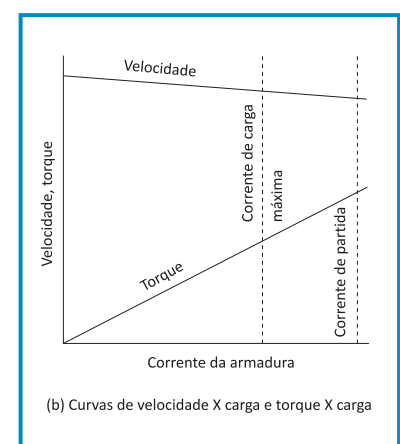 Velocidade
Velocidade, torque
Corrente de carga
máxima
Torque
Corrente de partida
Corrente da armadura
(b) Curvas de velocidade X carga e torque X carga